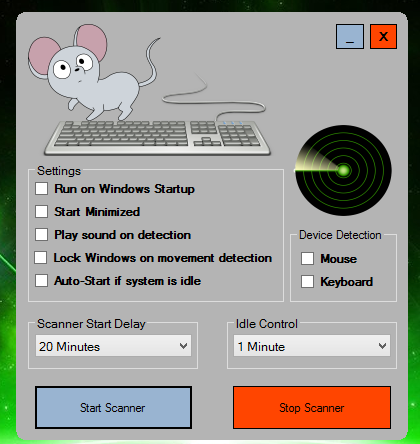 _ X
Settings
Run on Windows Startup
Start Minimized
Play sound on detection
Lock Windows on movement detection
Auto-Start if system is idle
Device Detection
Mouse
Keyboard
Scanner Start Delay
20 Minutes
Idle Control
1 Minute
Start Scanner
Stop Scanner